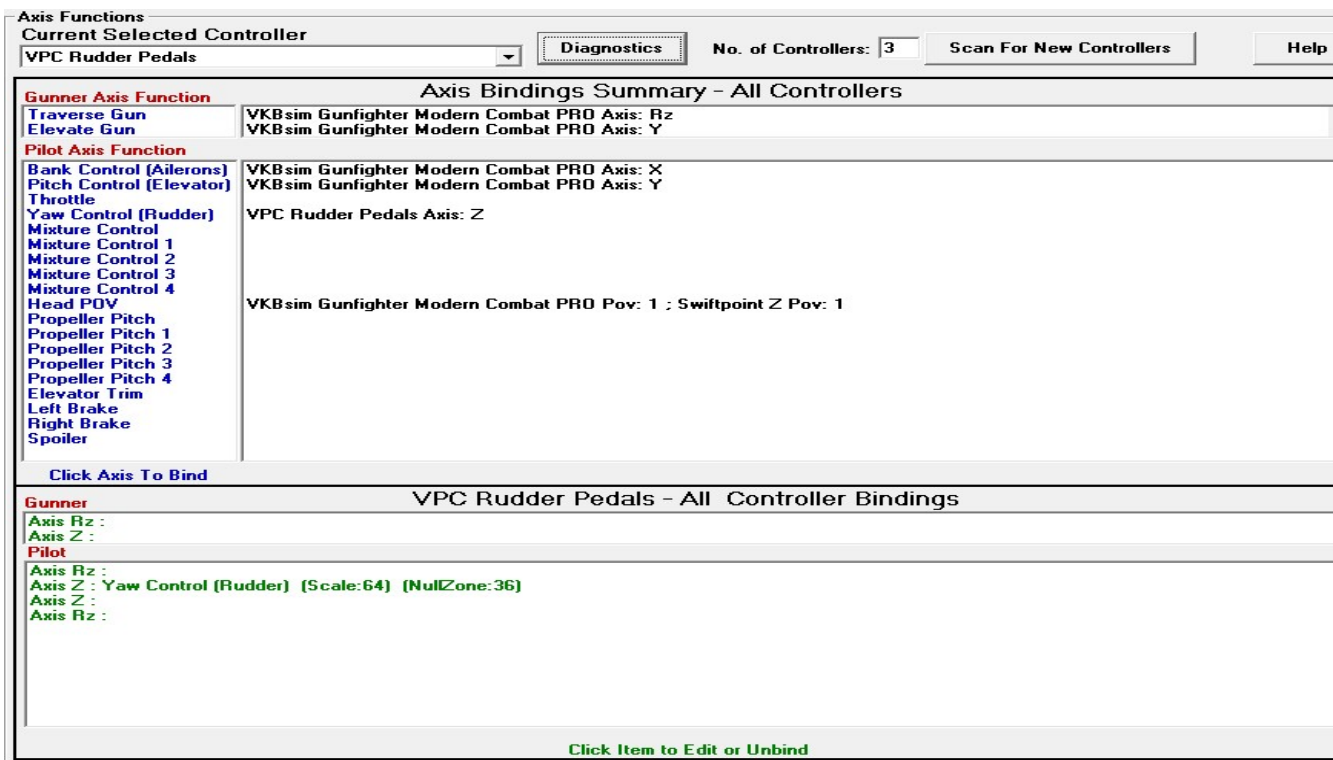 Axis Functions
Current Selected Controller
VPC Rudder Pedals
Diagnostics
No. of Controllers: 3
Scan For New Controllers
Help
Axis Bindings Summary - All Controllers
Gunner Axis Function
Traverse Gun VKBsim Gunfighter Modern Combat PRO Axis: Rz
Elevate Gun VKBsim Gunfighter Modern Combat PRO Axis: Y
Pilot Axis Function
Bank Control (Ailerons) VKBsim Gunfighter Modern Combat PRO Axis: X
Pitch Control (Elevator) VKBsim Gunfighter Modern Combat PRO Axis: Y
Throttle
Yaw Control (Rudder) VPC Rudder Pedals Axis: Z
Mixture Control
Mixture Control 1
Mixture Control 2
Mixture Control 3
Mixture Control 4
Head POV VKBsim Gunfighter Modern Combat PRO Pov: 1 ; Swiftpoint Z Pov: 1
Propeller Pitch
Propeller Pitch 1
Propeller Pitch 2
Propeller Pitch 3
Propeller Pitch 4
Elevator Trim
Left Brake
Right Brake
Spoiler
Click Axis To Bind
VPC Rudder Pedals - All Controller Bindings
Gunner
Axis Rz :
Axis Z :
Pilot
Axis Rz :
Axis Z : Yaw Control (Rudder) (Scale:64) (NullZone:36)
Axis Z :
Axis Rz :
Click Item to Edit or Unbind